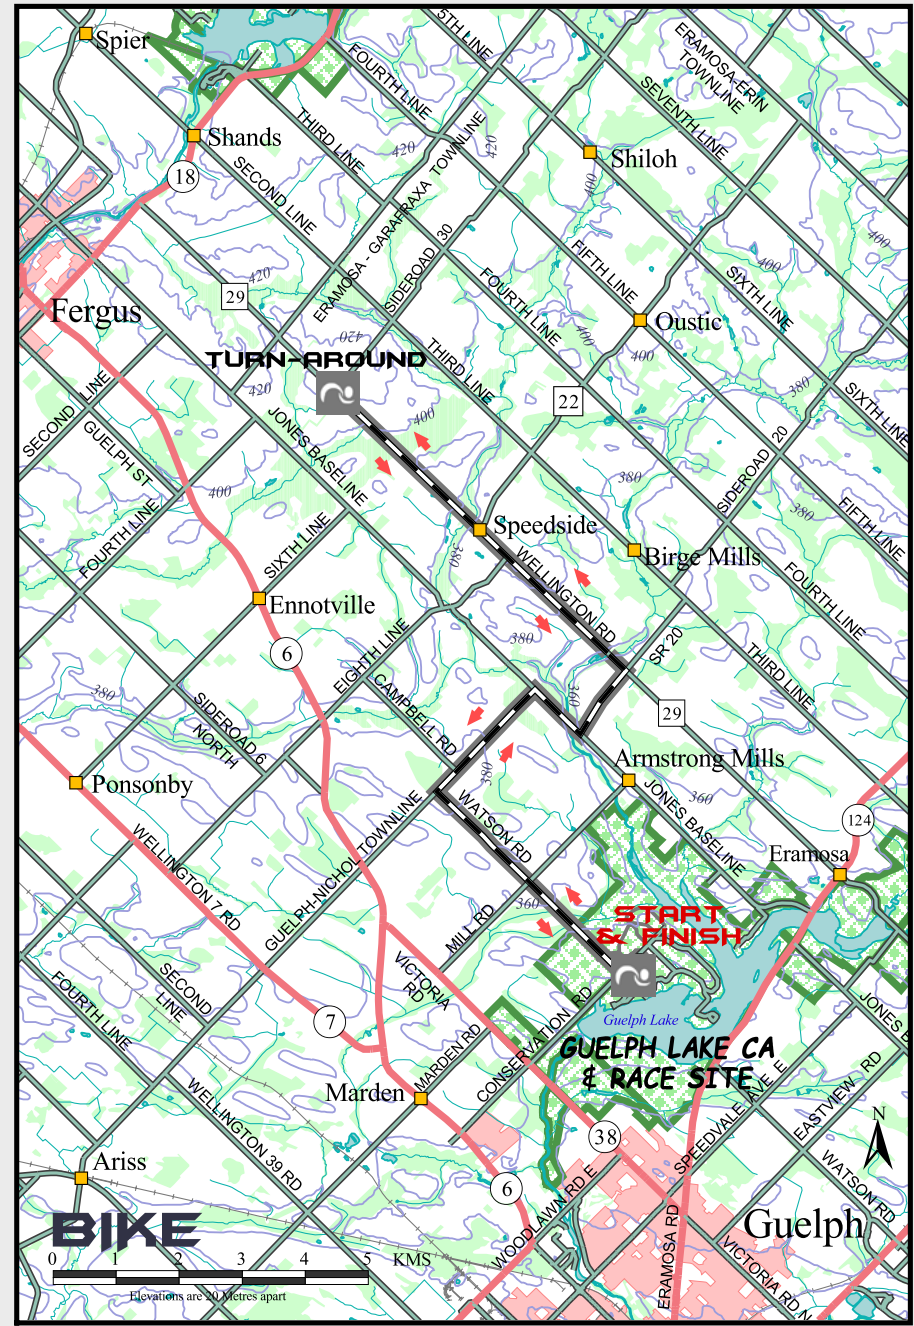 Spier
5TH LINE
ERAMOSA-ERIN
TOWNLINE
FOURTH LINE
SEVENTH LINE
THIRD LINE
Shands
420
420
ERAMOSA - GARAFRAXA TOWNLINE
Shiloh
SECOND LINE
18
400
400
SIDEROAD 30
FIFTH LINE
400
SIXTH LINE
420
29
FOURTH LINE
Fergus
Oustic
420
400
400
TURN-AROUND
THIRD LINE
420
380
SIXTH LINE
SECOND LINE
22
400
JONES BASELINE
GUELPH ST
SIDEROAD 20
380
400
380
FIFTH LINE
FOURTH LINE
Speedside
SIXTH LINE
380
WELLINGTON RD
Birge Mills
FOURTH LINE
Ennotville
380
EIGHTH LINE
SR 20
6
THIRD LINE
CAMPBELL RD
380
360
SIDEROAD 6
NORTH
29
Armstrong Mills
380
Ponsonby
JONES BASELINE
360
GUELPH-NICHOL TOWNLINE
WATSON RD
124
WELLINGTON 7 RD
Eramosa
360
MILL RD
START
& FINISH
VICTORIA
RD
SECOND
LINE
FOURTH LINE
CONSERVATION RD
JONES B
7
Guelph Lake
MARDEN RD
GUELPH LAKE CA
& RACE SITE
Marden
WELLINGTON 39 RD
SPEEDVALE AVE E
EASTVIEW RD
38
N
Ariss
WATSON RD
6
WOODLAWN RD E
BIKE
Guelph
ERAMOSA RD
VICTORIA RD N
0 1 2 3 4 5 KMS
Elevations are 20 Metres apart